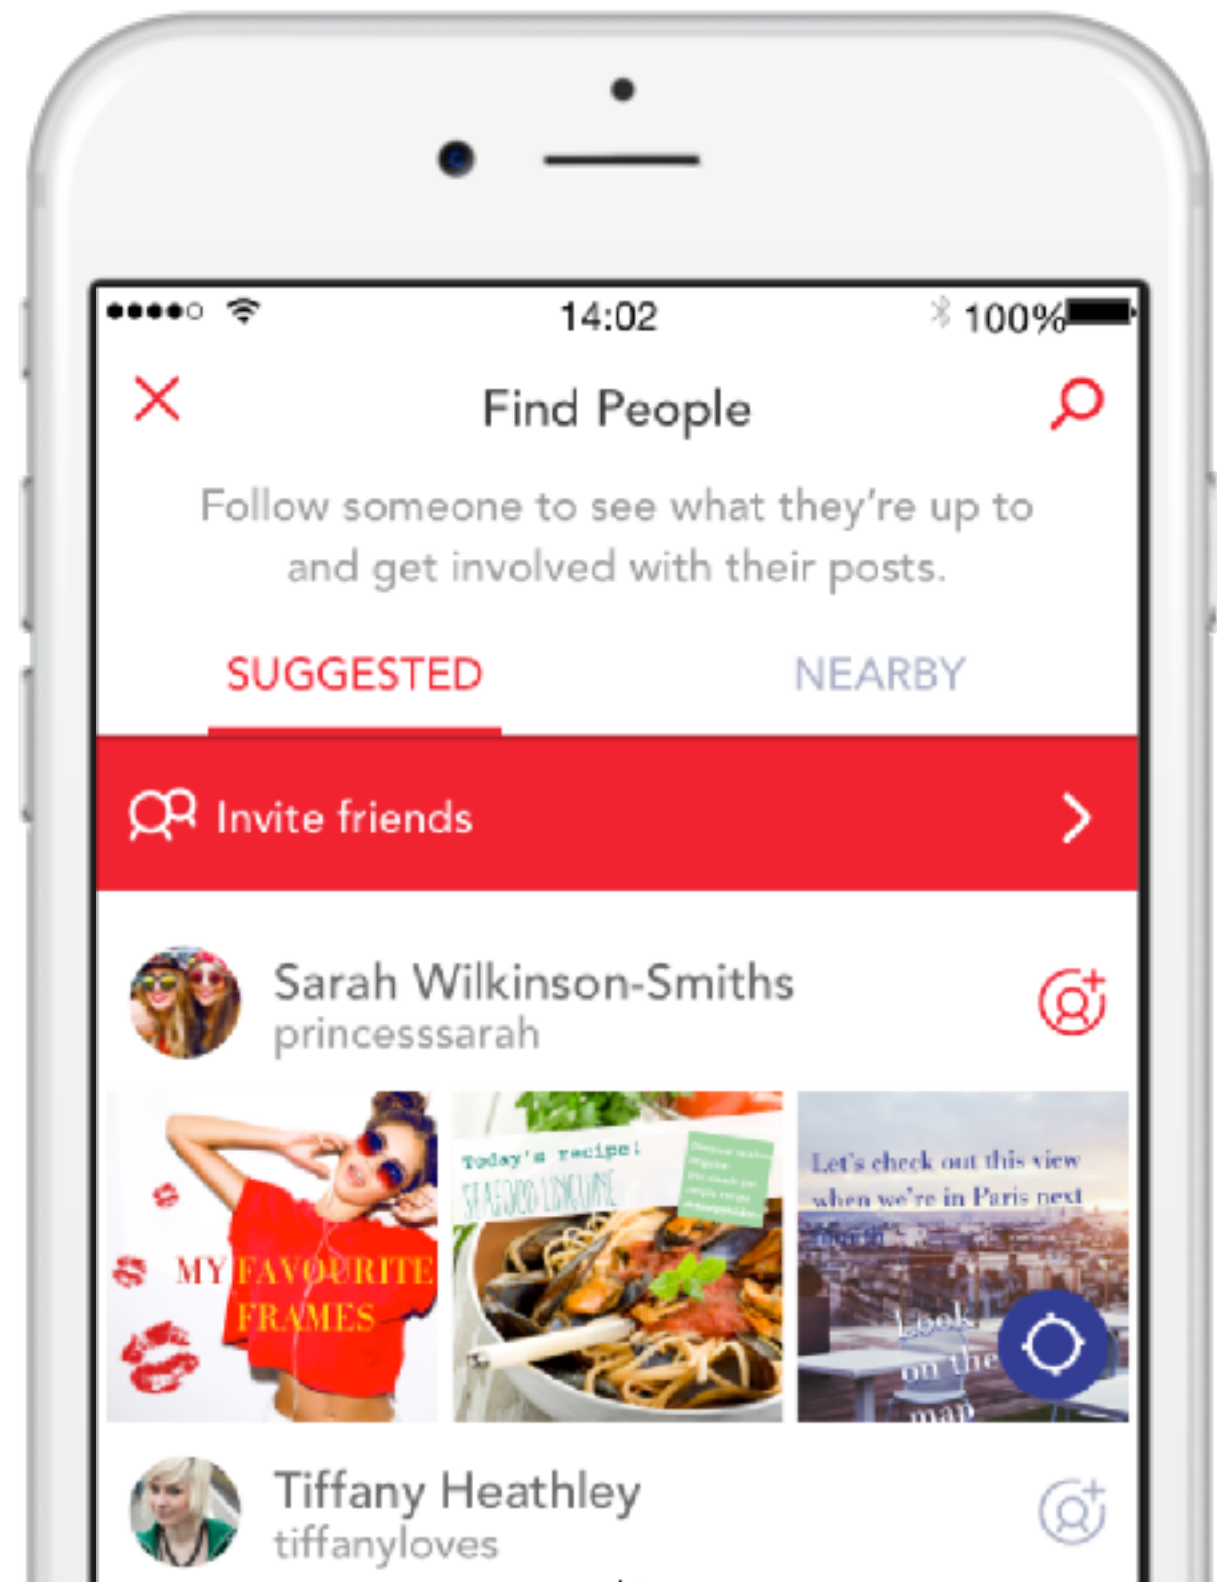 14:02
100%
Find People
Follow someone to see what they're up to
and get involved with their posts.
SUGGESTED
NEARBY
Invite friends
Sarah Wilkinson-Smiths
princesssarah
MY FAVOURITE
FRAMES
Today's recipe!
SEAFOOD LINGUINE
Let's check out this view
when we're in Paris next
Look
on the
map
Tiffany Heathley
tiffanyloves